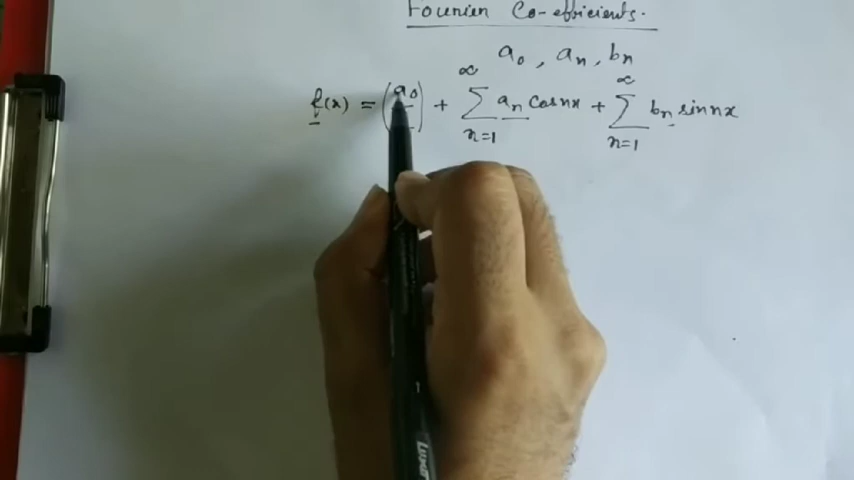 Fourier Co-efficients.
a₀, aₙ, bₙ
f(x) = (a₀/ ) + ∞∑n=1 aₙ cosnx + ∞∑n=1 bₙ sinnx